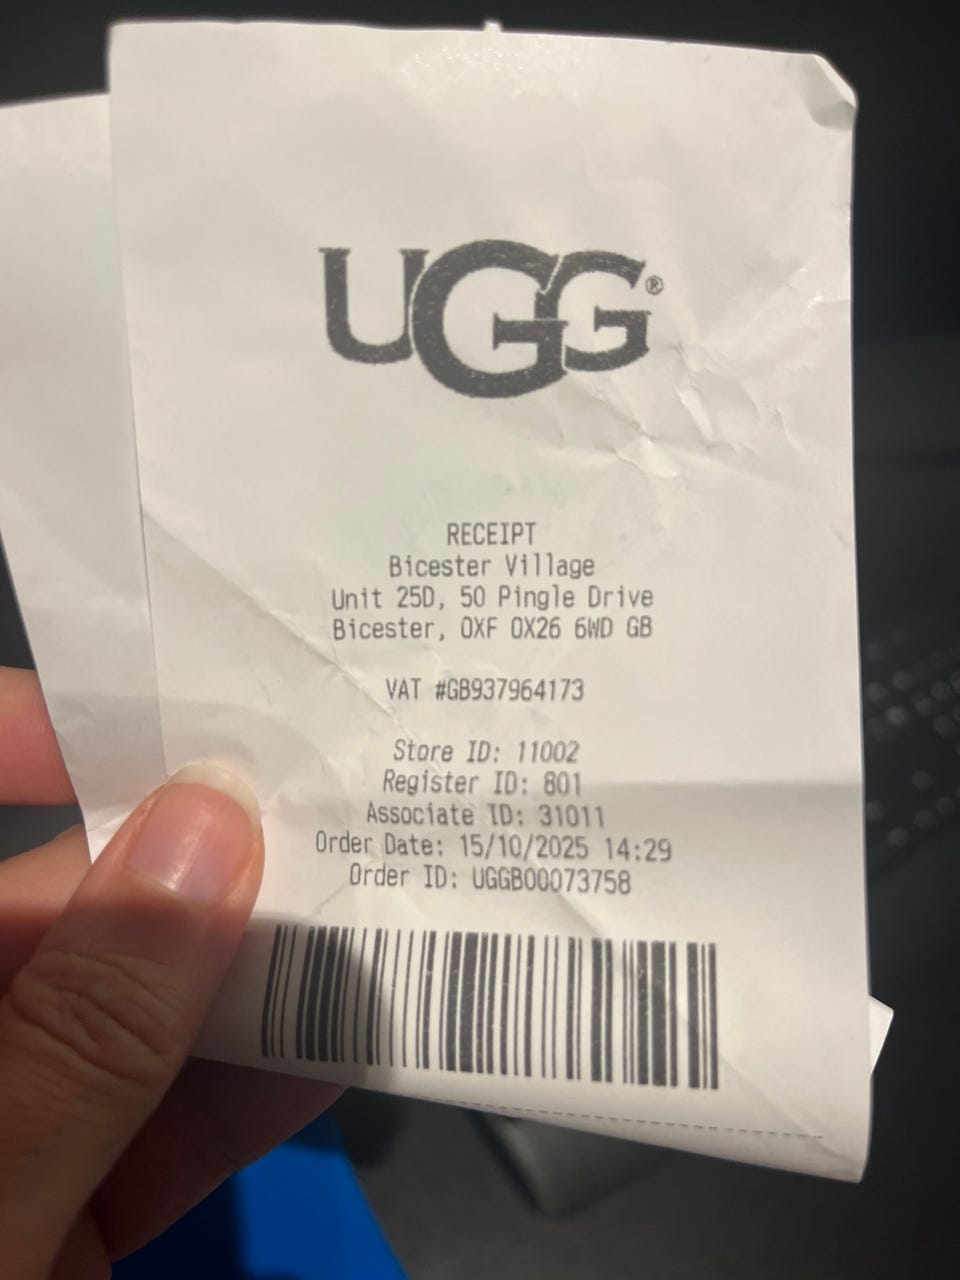 UGG®
RECEIPT
Bicester Village
Unit 25D, 50 Pingle Drive
Bicester, OXF OX26 6WD GB
VAT #GB937964173
Store ID: 11002
Register ID: 801
Associate ID: 31011
Order Date: 15/10/2025 14:29
Order ID: UGGB00073758